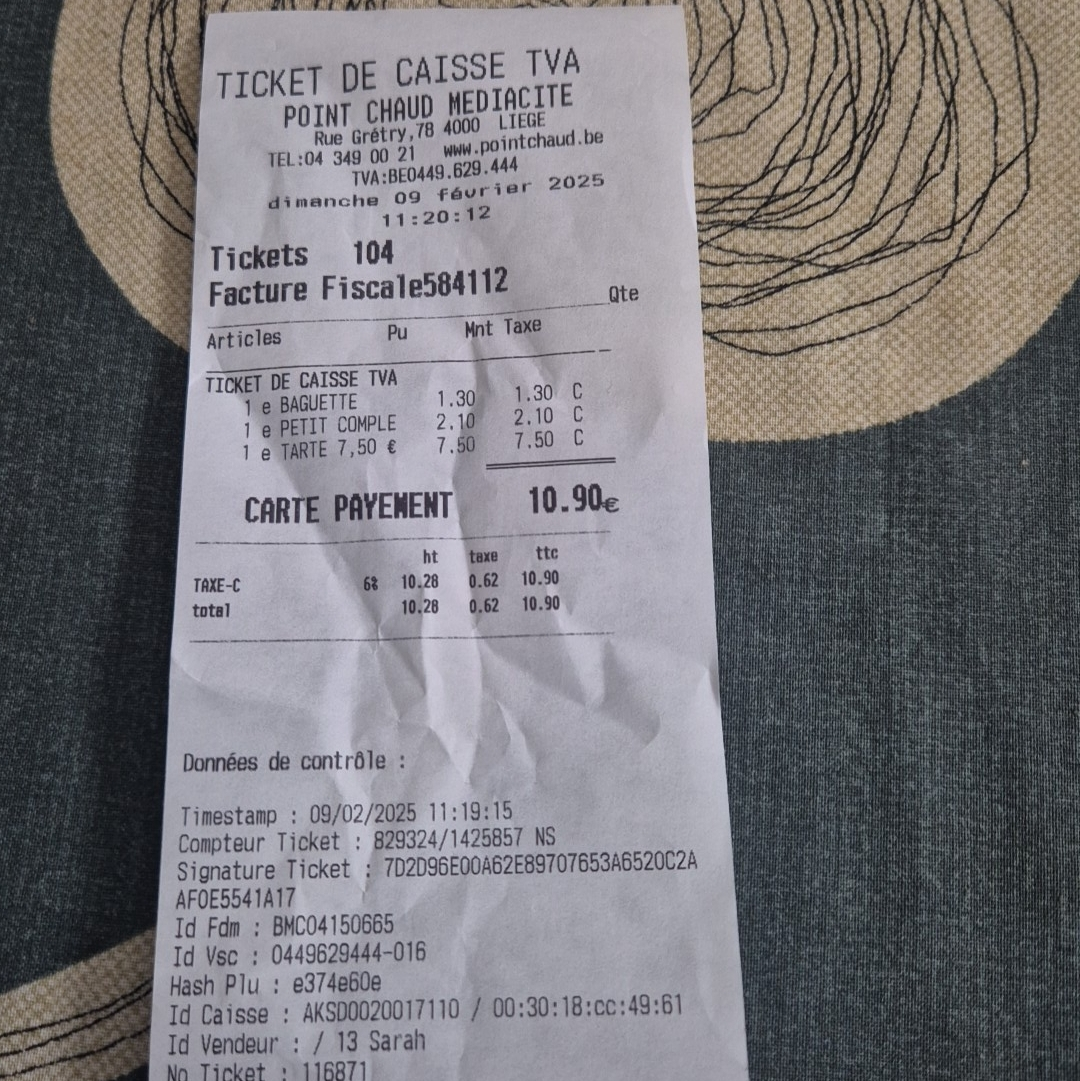 TICKET DE CAISSE TVA
POINT CHAUD MEDIACITE
Rue Grétry,78 4000 LIEGE
TEL:04 349 00 21 www.pointchaud.be
TVA:BE0449.629.444
dimanche 09 février 2025
11:20:12
Tickets 104
Facture Fiscale584112
Qte
Articles Pu Mnt Taxe
TICKET DE CAISSE TVA
1 e BAGUETTE 1.30 1.30 C
1 e PETIT COMPLE 2.10 2.10 C
1 e TARTE 7,50 € 7.50 7.50 C
CARTE PAYEMENT 10.90€
ht taxe ttc
TAXE-C 6% 10.28 0.62 10.90
total 10.28 0.62 10.90
Données de contrôle :
Timestamp : 09/02/2025 11:19:15
Compteur Ticket : 829324/1425857 NS
Signature Ticket : 7D2D96E00A62E89707653A6520C2A
AF0E5541A17
Id Fdm : BMC04150665
Id Vsc : 0449629444-016
Hash Plu : e374e60e
Id Caisse : AKSD0020017110 / 00:30:18:cc:49:61
Id Vendeur : / 13 Sarah
No Ticket : 116871